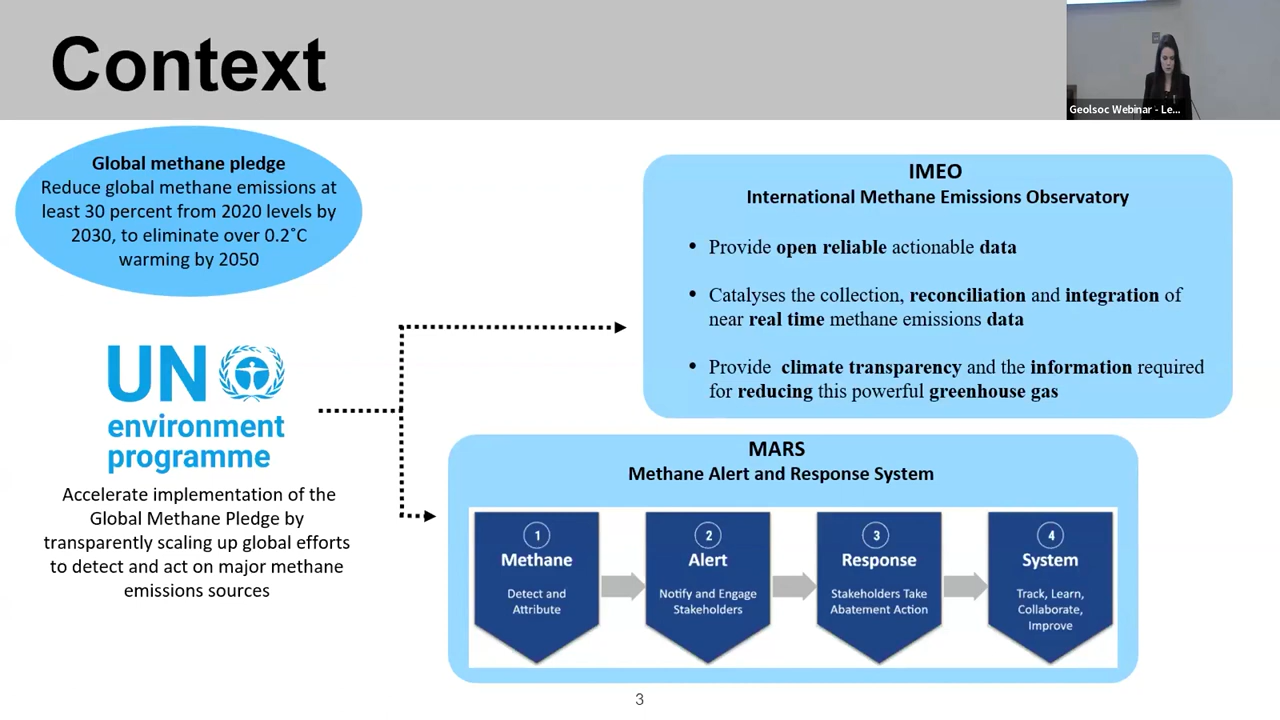 Context
Geolsoc Webinar - Le...
Global methane pledge
Reduce global methane emissions at
least 30 percent from 2020 levels by
2030, to eliminate over 0.2˚C
warming by 2050
UN
environment
programme
Accelerate implementation of the
Global Methane Pledge by
transparently scaling up global efforts
to detect and act on major methane
emissions sources
IMEO
International Methane Emissions Observatory
• Provide open reliable actionable data
• Catalyses the collection, reconciliation and integration of
near real time methane emissions data
• Provide climate transparency and the information required
for reducing this powerful greenhouse gas
MARS
Methane Alert and Response System
1
Methane
Detect and
Attribute
2
Alert
Notify and Engage
Stakeholders
3
Response
Stakeholders Take
Abatement Action
4
System
Track, Learn,
Collaborate,
Improve
3